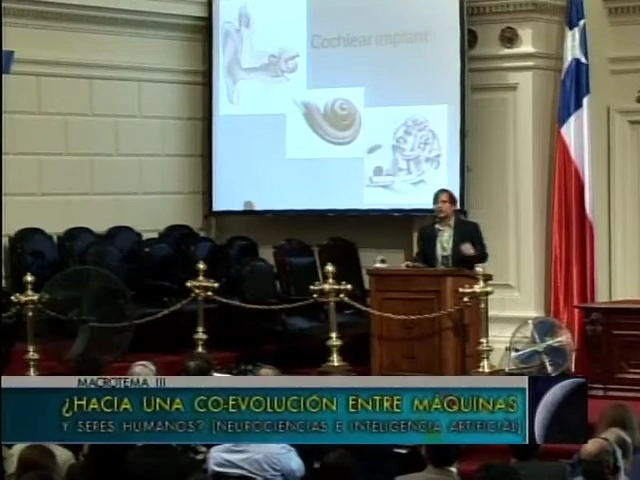 Cochlear implant
MACROTEMA III
¿HACIA UNA CO-EVOLUCIÓN ENTRE MÁQUINAS
Y SERES HUMANOS? [NEUROCIENCIAS E INTELIGENCIA ARTIFICIAL]